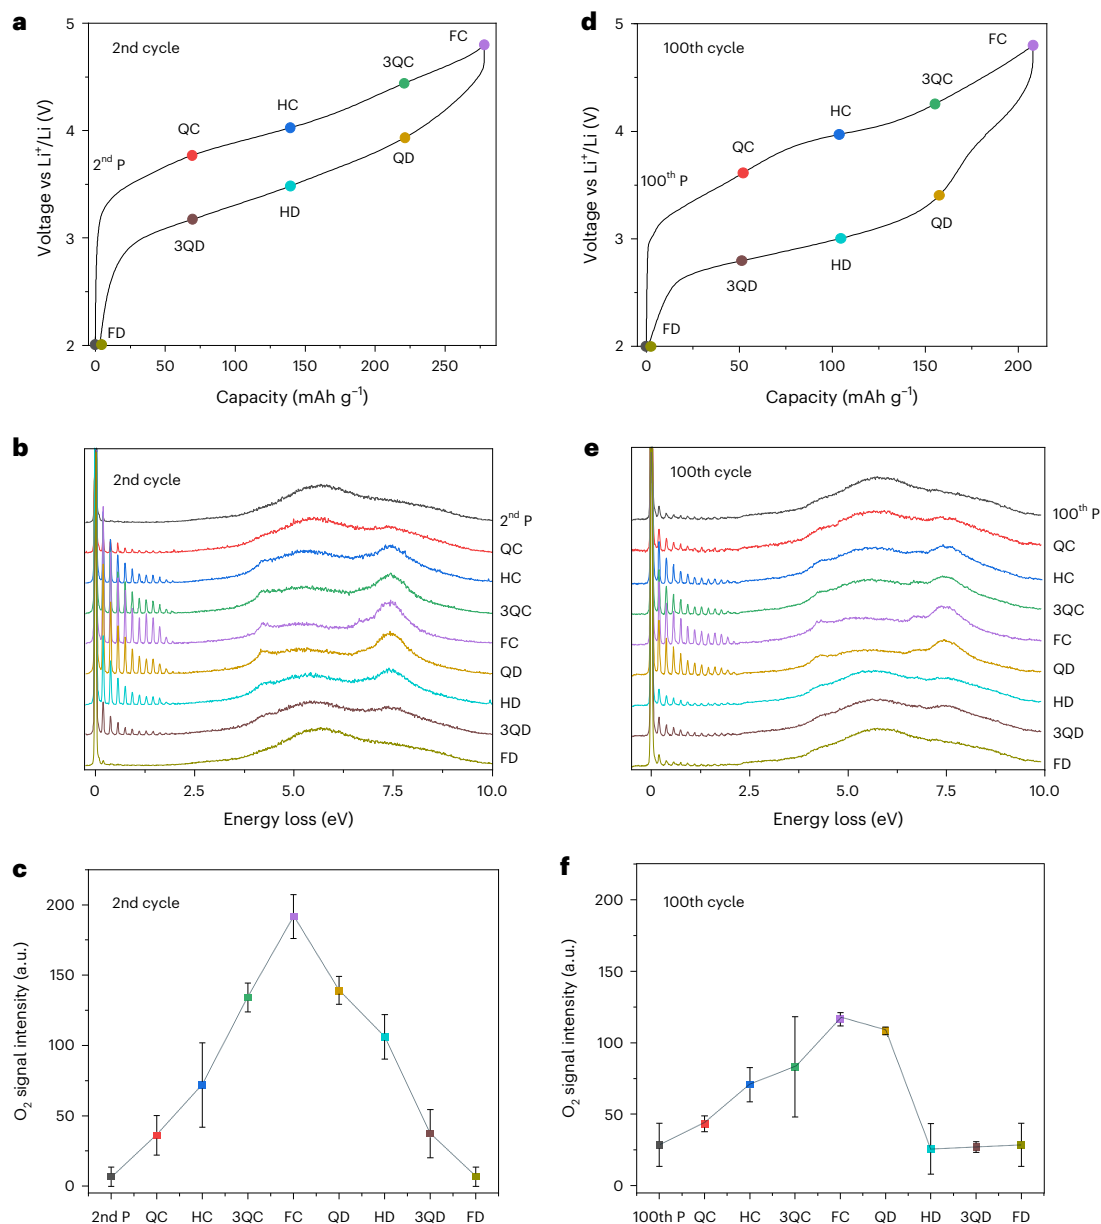 a
2nd cycle
5
4
3
2
Voltage vs Li⁺/Li (V)
2ⁿᵈ P
QC
HC
3QC
FC
QD
HD
3QD
FD
0 50 100 150 200 250
Capacity (mAh g⁻¹)
d
100th cycle
5
4
3
2
Voltage vs Li⁺/Li (V)
100ᵗʰ P
QC
HC
3QC
FC
QD
HD
3QD
FD
0 50 100 150 200
Capacity (mAh g⁻¹)
b
2nd cycle
2ⁿᵈ P
QC
HC
3QC
FC
QD
HD
3QD
FD
0 2.5 5.0 7.5 10.0
Energy loss (eV)
e
100th cycle
100ᵗʰ P
QC
HC
3QC
FC
QD
HD
3QD
FD
0 2.5 5.0 7.5 10.0
Energy loss (eV)
c
2nd cycle
200
150
100
50
0
O₂ signal intensity (a.u.)
2nd P QC HC 3QC FC QD HD 3QD FD
f
100th cycle
200
150
100
50
0
O₂ signal intensity (a.u.)
100th P QC HC 3QC FC QD HD 3QD FD